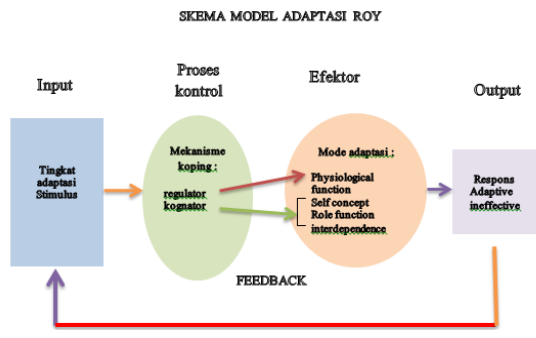 SKEMA MODEL ADAPTASI ROY
Input
Proses
kontrol
Efektor
Output
Tingkat
adaptasi
Stimulus
Mekanisme
koping :
regulator
kognator
Mode adaptasi :
Physiological
function
Self concept
Role function
interdependence
Respons
Adaptive
ineffective
FEEDBACK